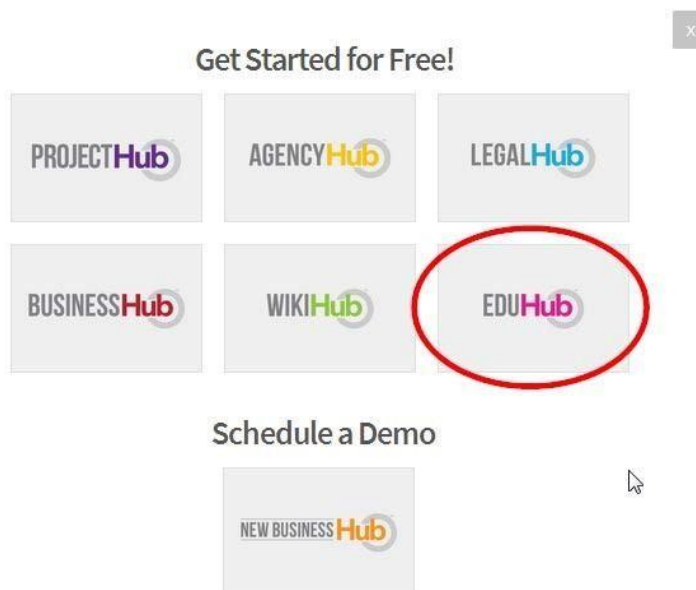 x
Get Started for Free!
PROJECTHub
AGENCYHub
LEGALHub
BUSINESSHub
WIKIHub
EDUHub
Schedule a Demo
NEW BUSINESS Hub